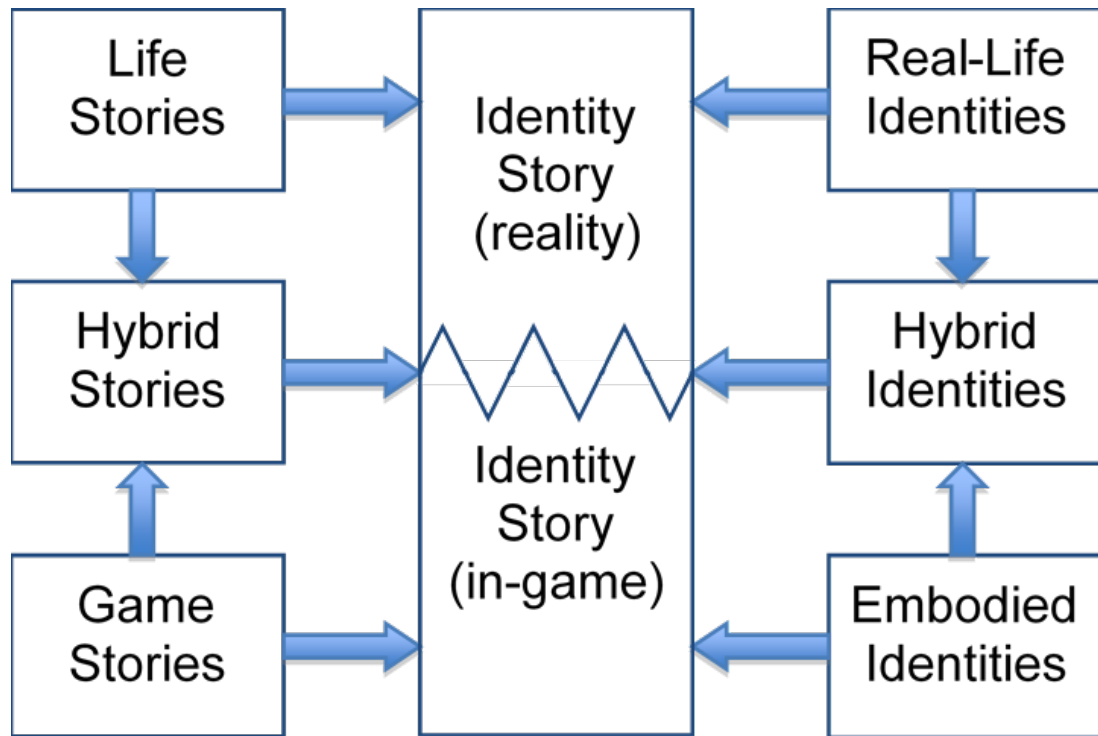 Life
Stories
Hybrid
Stories
Game
Stories
Identity
Story
(reality)
Identity
Story
(in-game)
Real-Life
Identities
Hybrid
Identities
Embodied
Identities